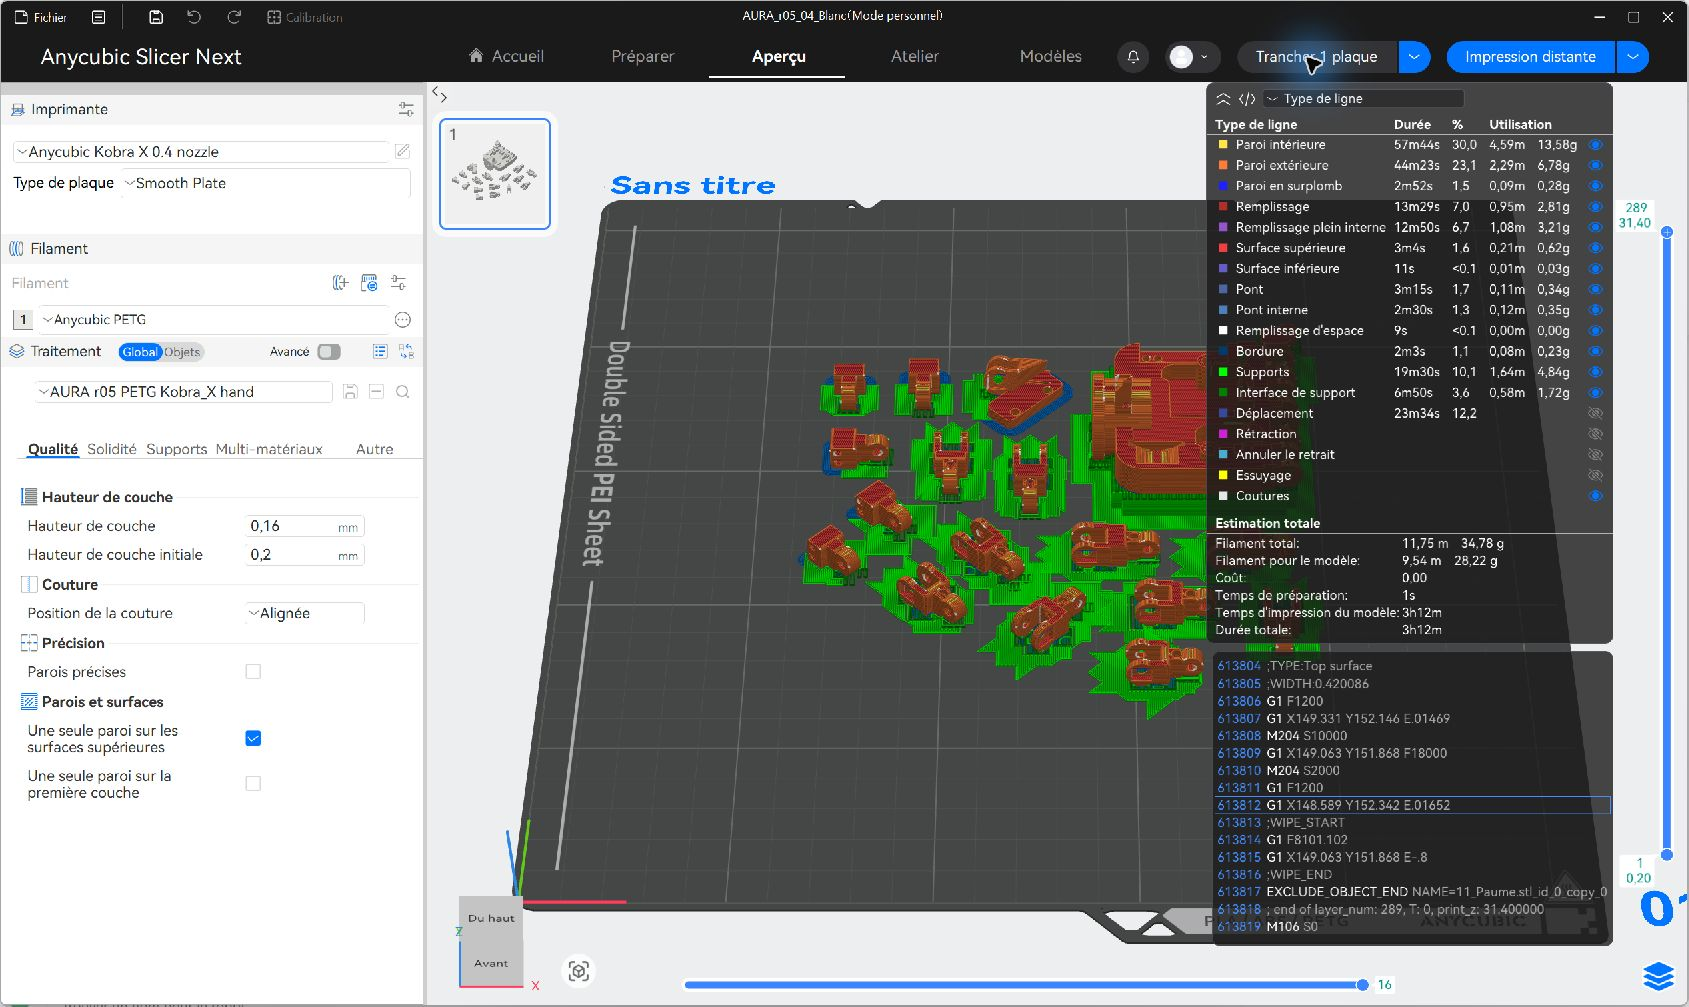 Fichier
Calibration
AURA_r05_04_Blanc(Mode personnel)
Anycubic Slicer Next
Accueil
Préparer
Aperçu
Atelier
Modèles
Trancher 1 plaque
Impression distante
Imprimante
Anycubic Kobra X 0.4 nozzle
Type de plaque
Smooth Plate
Filament
Filament
1
Anycubic PETG
Traitement
Global
Objets
Avancé
AURA r05 PETG Kobra_X hand
Qualité
Solidité
Supports
Multi-matériaux
Autre
Hauteur de couche
Hauteur de couche 0,16 mm
Hauteur de couche initiale 0,2 mm
Couture
Position de la couture Alignée
Précision
Parois précises
Parois et surfaces
Une seule paroi sur les
surfaces supérieures
Une seule paroi sur la
première couche
1
Sans titre
Double Sided PEI Sheet
Du haut
Avant
Z
X
Type de ligne
Type de ligne Durée % Utilisation
Paroi intérieure 57m44s 30,0 4,59m 13,58g
Paroi extérieure 44m23s 23,1 2,29m 6,78g
Paroi en surplomb 2m52s 1,5 0,09m 0,28g
Remplissage 13m29s 7,0 0,95m 2,81g
Remplissage plein interne 12m50s 6,7 1,08m 3,21g
Surface supérieure 3m4s 1,6 0,21m 0,62g
Surface inférieure 11s <0.1 0,01m 0,03g
Pont 3m15s 1,7 0,11m 0,34g
Pont interne 2m30s 1,3 0,12m 0,35g
Remplissage d'espace 9s <0.1 0,00m 0,00g
Bordure 2m3s 1,1 0,08m 0,23g
Supports 19m30s 10,1 1,64m 4,84g
Interface de support 6m50s 3,6 0,58m 1,72g
Déplacement 23m34s 12,2
Rétraction
Annuler le retrait
Essuyage
Coutures
Estimation totale
Filament total: 11,75 m 34,78 g
Filament pour le modèle: 9,54 m 28,22 g
Coût: 0,00
Temps de préparation: 1s
Temps d'impression du modèle: 3h12m
Durée totale: 3h12m
613804 ;TYPE:Top surface
613805 ;WIDTH:0.420086
613806 G1 F1200
613807 G1 X149.331 Y152.146 E.01469
613808 M204 S10000
613809 G1 X149.063 Y151.868 F18000
613810 M204 S2000
613811 G1 F1200
613812 G1 X148.589 Y152.342 E.01652
613813 ;WIPE_START
613814 G1 F8101.102
613815 G1 X149.063 Y151.868 E-.8
613816 ;WIPE_END
613817 EXCLUDE_OBJECT_END NAME=11_Paume.stl_id_0_copy_0
613818 ; end of layer_num: 289, T: 0, print_z: 31.400000
613819 M106 S0
ANYCUBIC
289
31,40
1
0,20
01
16